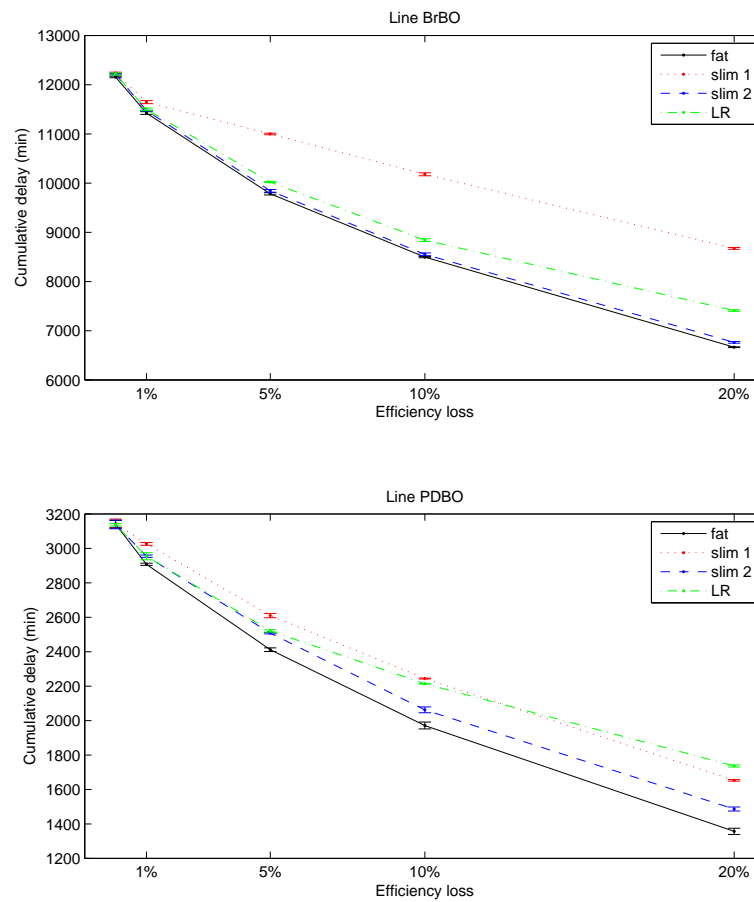 Line BrBO
13000
12000
11000
10000
9000
8000
7000
6000
Cumulative delay (min)
fat
slim 1
slim 2
LR
1%
5%
10%
20%
Efficiency loss
Line PDBO
3200
3000
2800
2600
2400
2200
2000
1800
1600
1400
1200
Cumulative delay (min)
fat
slim 1
slim 2
LR
1%
5%
10%
20%
Efficiency loss